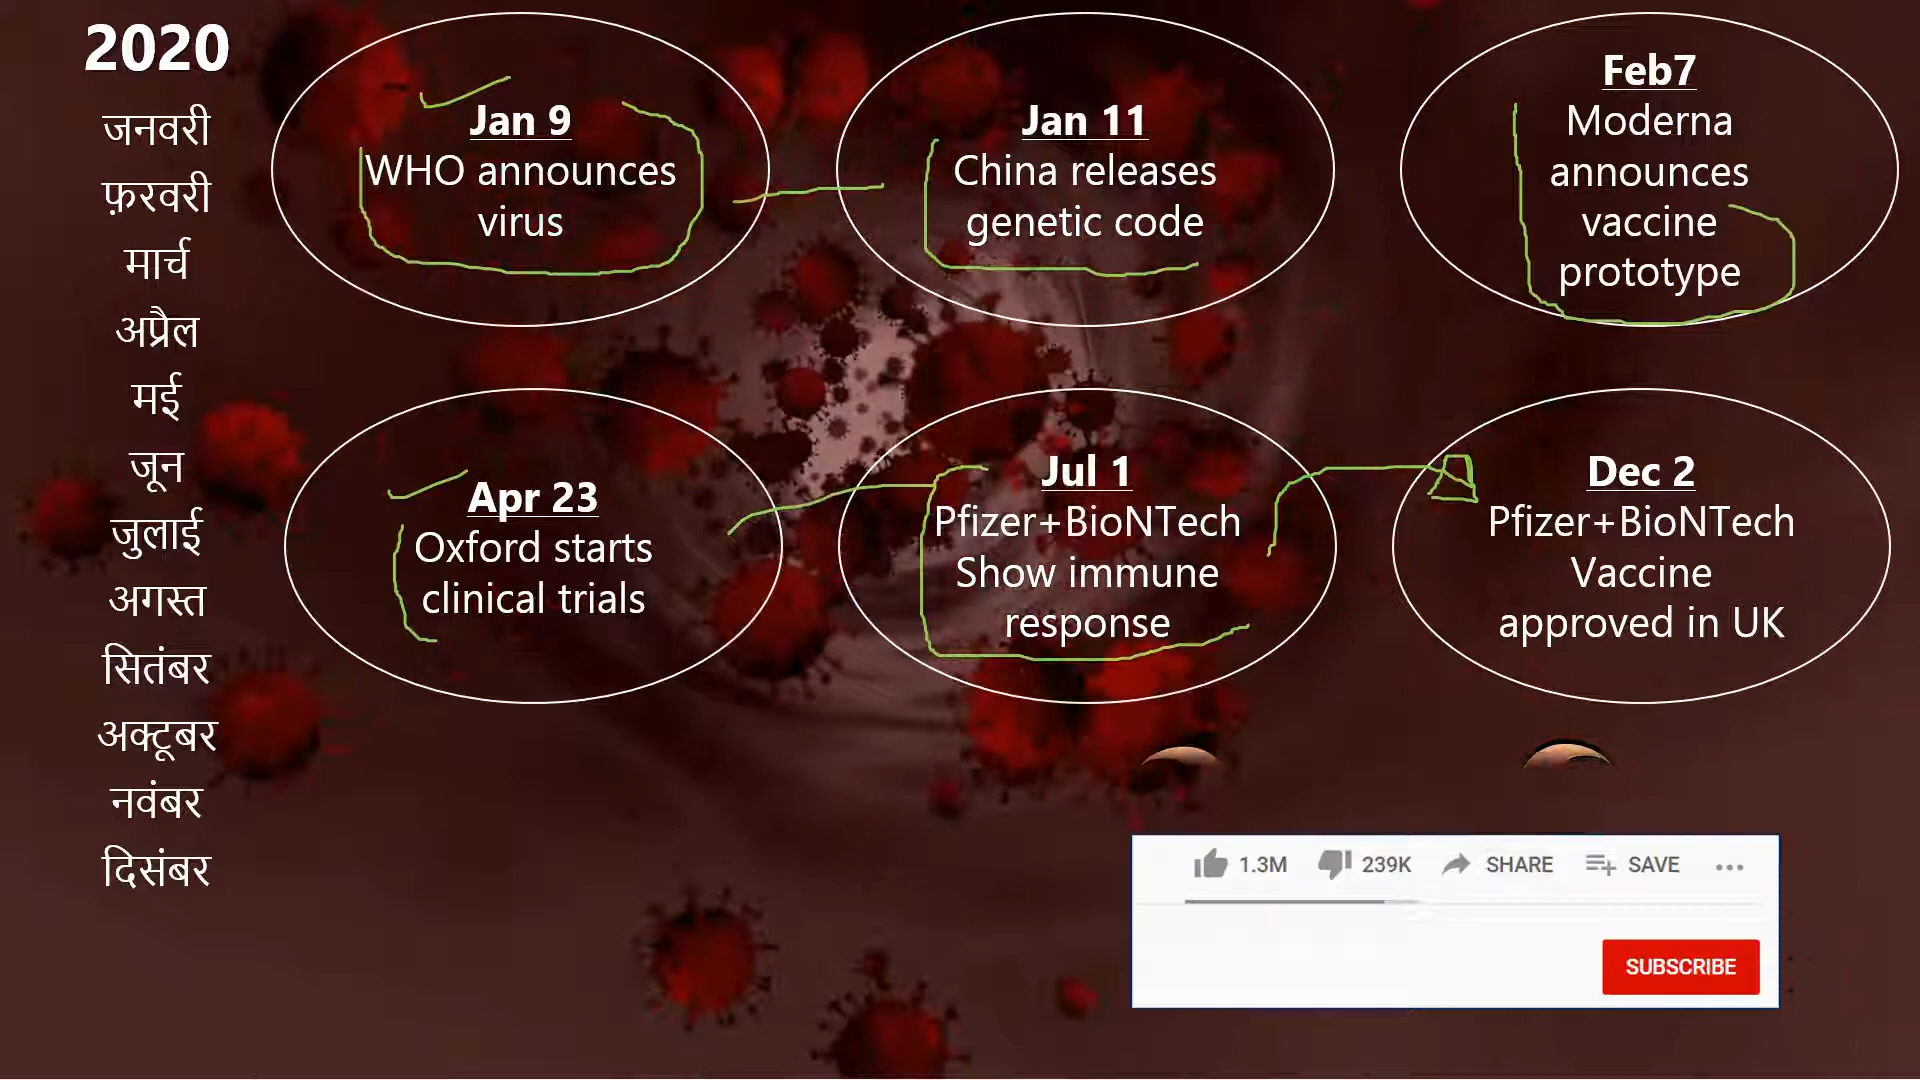 2020
जनवरी
फ़रवरी
मार्च
अप्रैल
मई
जून
जुलाई
अगस्त
सितंबर
अक्टूबर
नवंबर
दिसंबर
Jan 9
WHO announces
virus
Jan 11
China releases
genetic code
Feb7
Moderna
announces
vaccine
prototype
Apr 23
Oxford starts
clinical trials
Jul 1
Pfizer+BioNTech
Show immune
response
Dec 2
Pfizer+BioNTech
Vaccine
approved in UK
1.3M 239K SHARE SAVE
SUBSCRIBE